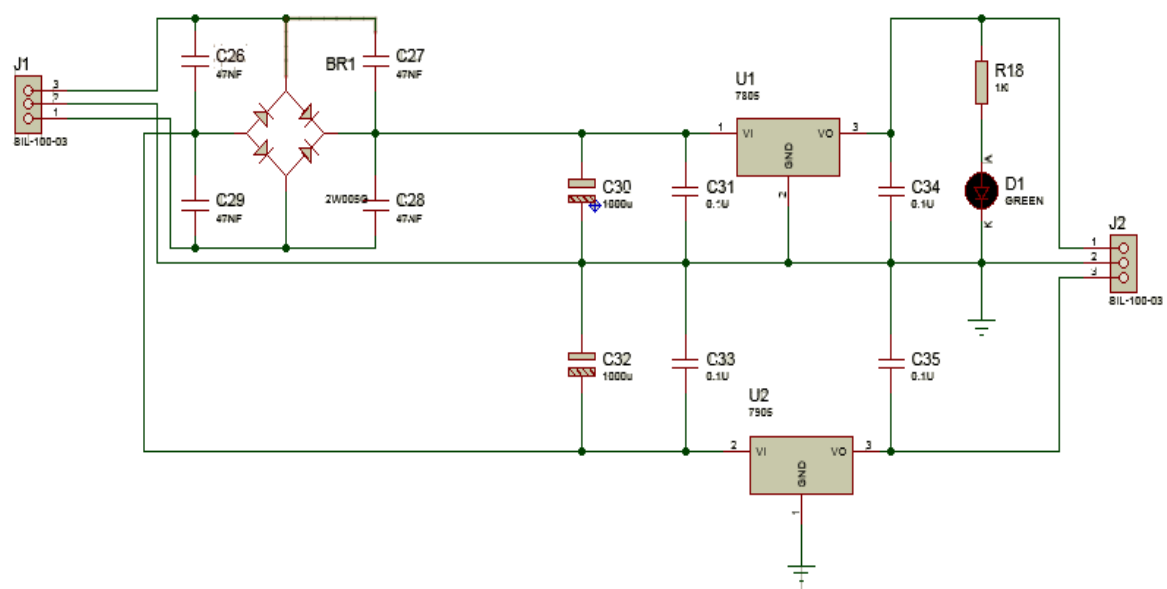 J1
3
2
1
SIL-100-03
C26
47NF
BR1
C27
47NF
C29
47NF
2W005G
C28
47NF
C30
1000u
C31
0.1U
U1
7805
1
VI
VO
3
GND
2
C34
0.1U
R18
1K
A
D1
GREEN
K
J2
1
2
3
SIL-100-03
C32
1000u
C33
0.1U
C35
0.1U
U2
7905
2
VI
VO
3
GND
1